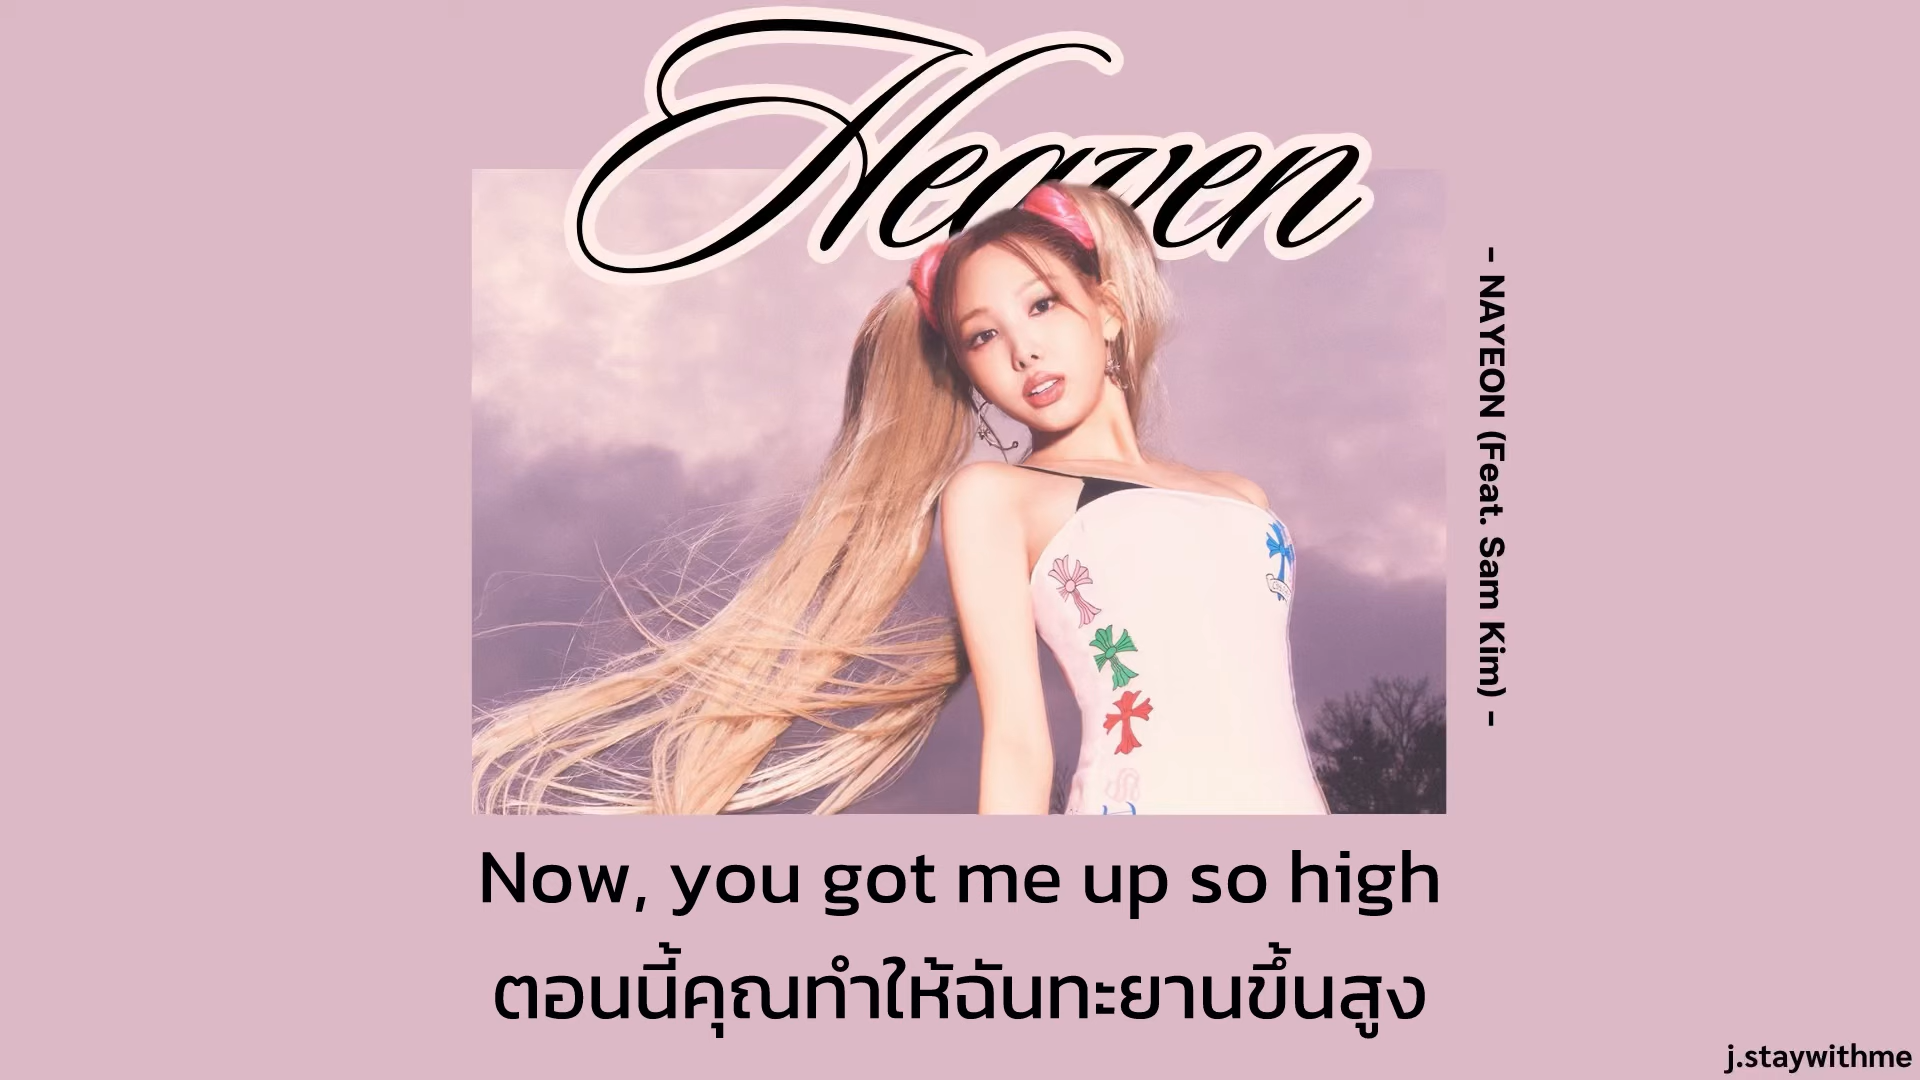 Heaven
- NAYEON (Feat. Sam Kim) -
Now, you got me up so high
ตอนนี้คุณทำให้ฉันทะยานขึ้นสูง
j.staywithme